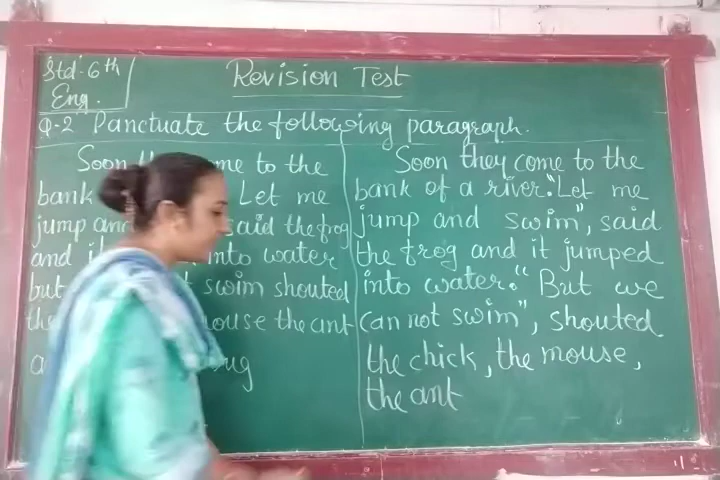 Std: 6th
Eng.
Revision Test
Q-2 Panctuate the following paragraph.
Soon me to the
bank Let me
jump and said the frog
and into water
but swim shouted
the ouse the ant
Soon they come to the
bank of a river. "Let me
jump and swim", said
the frog and it jumped
into water. "But we
can not swim", shouted
the chick, the mouse,
the ant